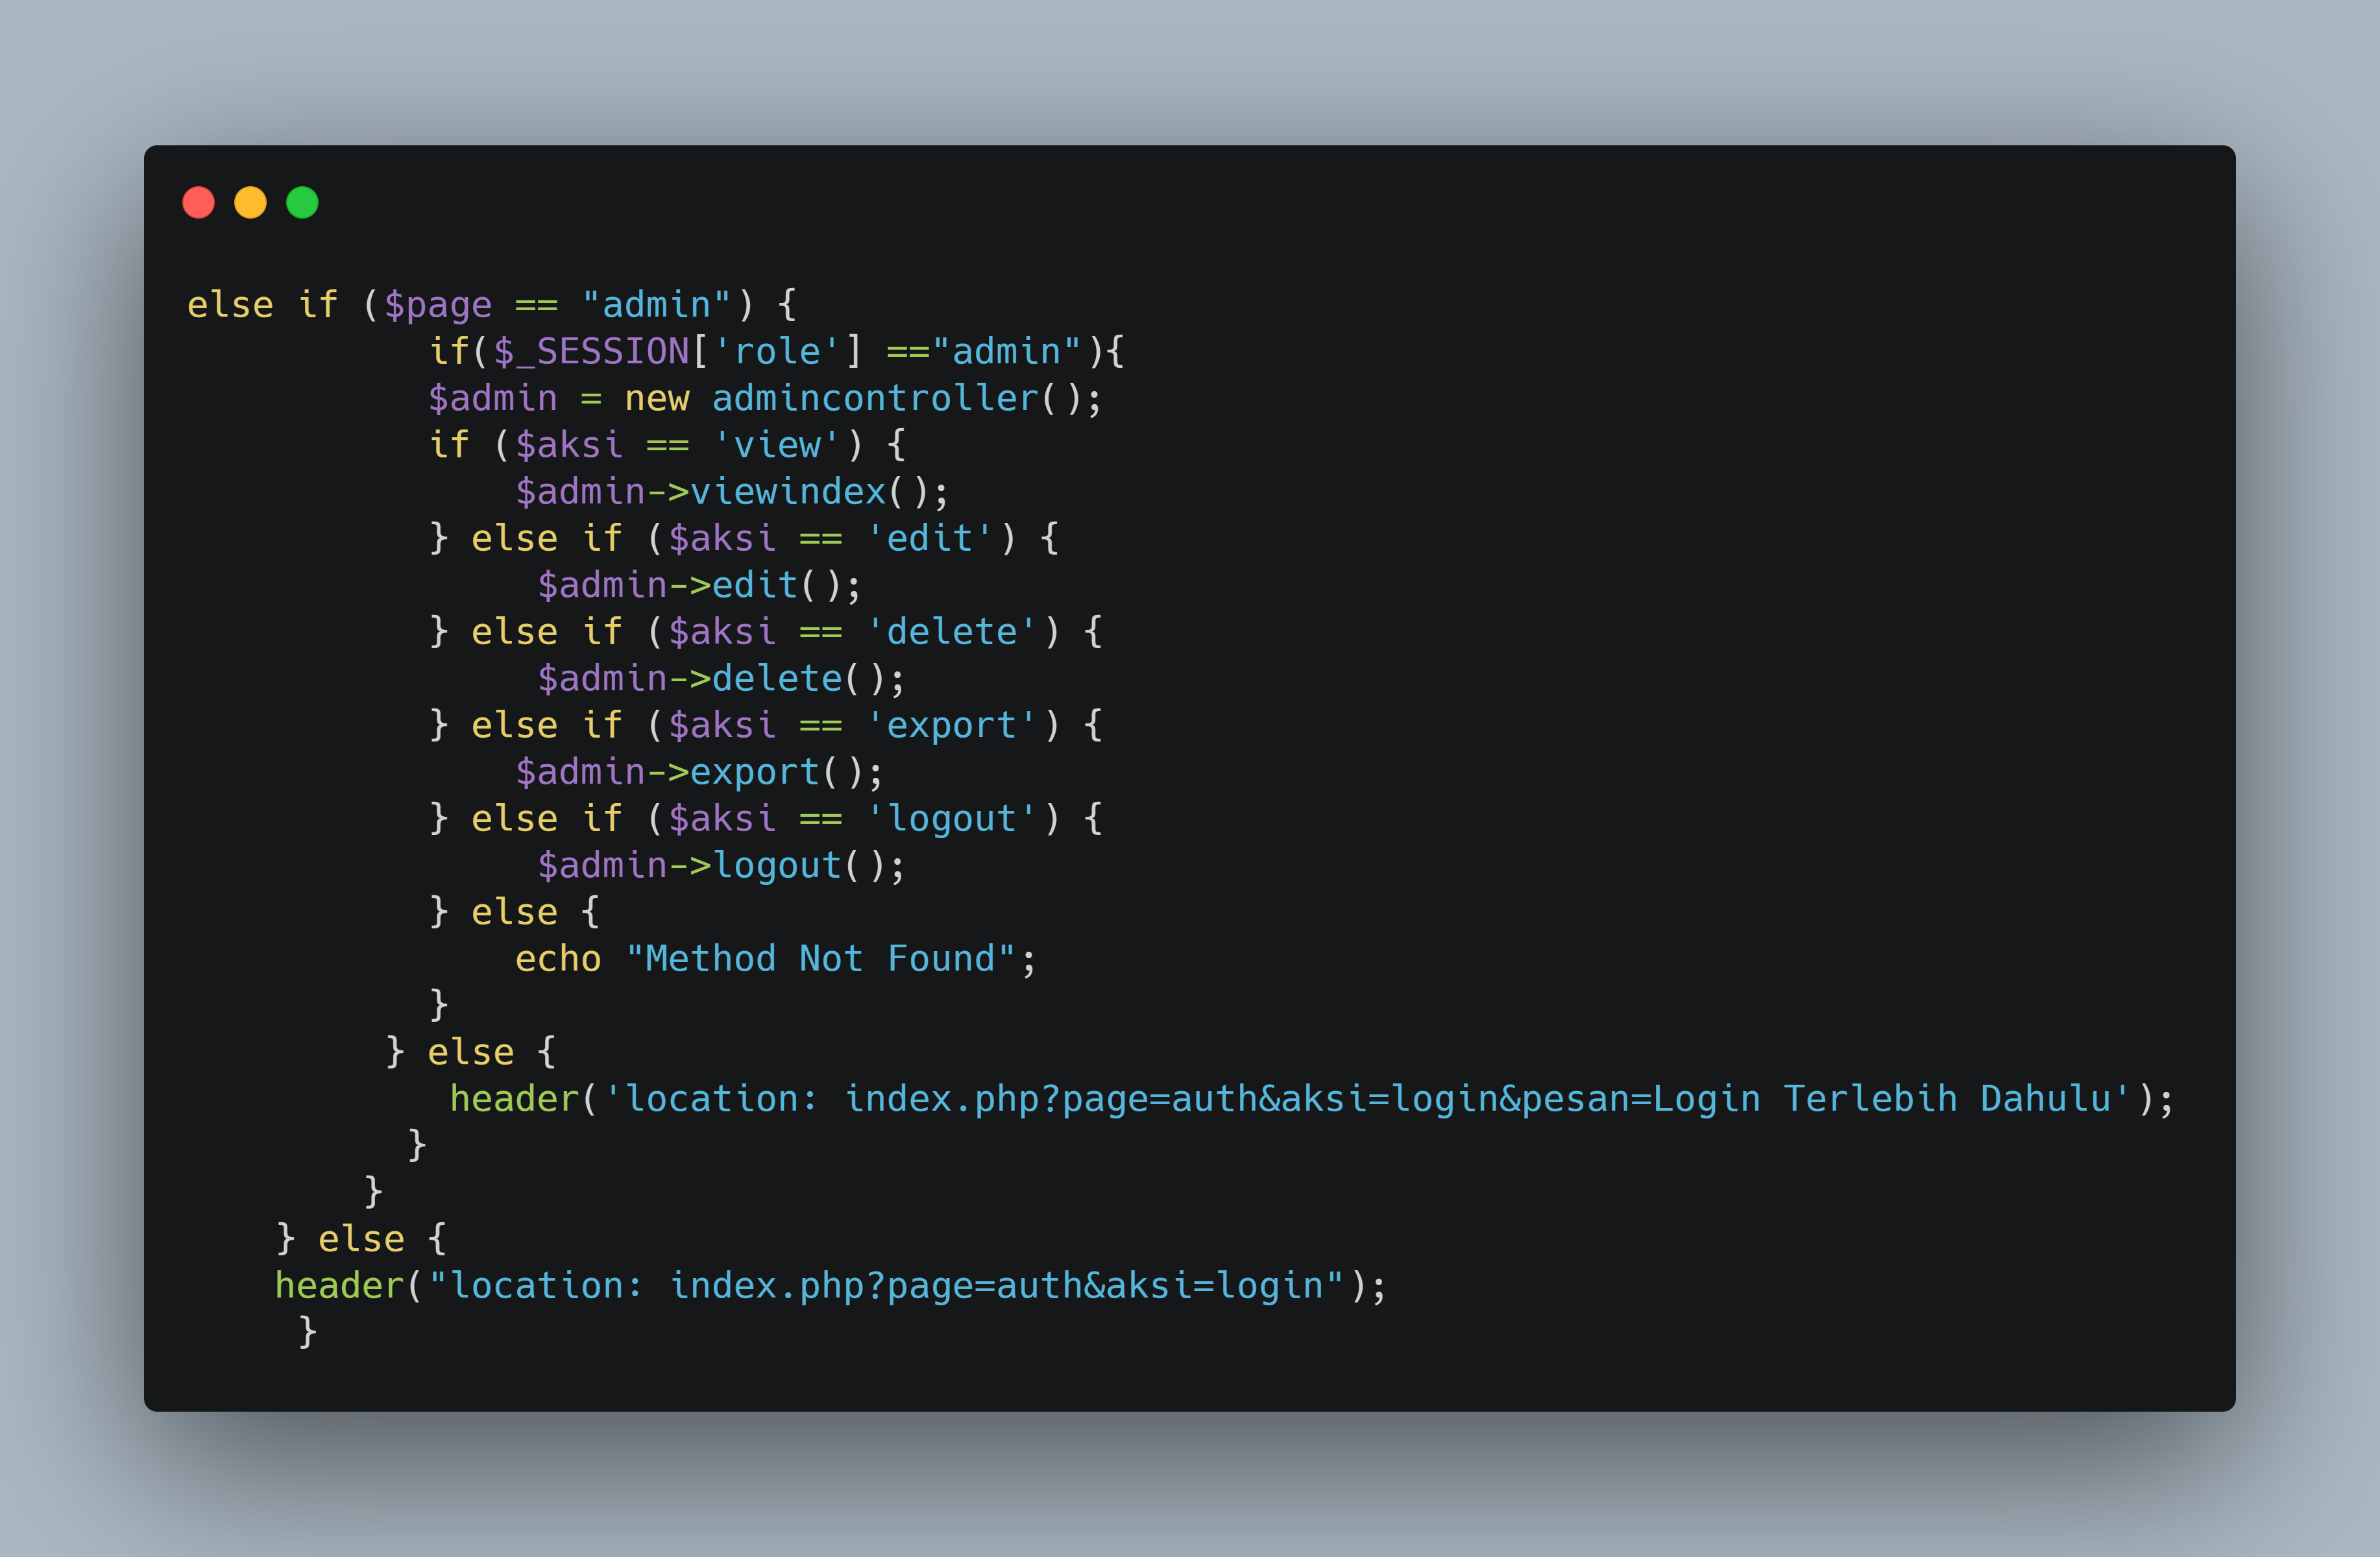 else if ($page == "admin") {
           if($_SESSION['role'] =="admin"){
           $admin = new admincontroller();
           if ($aksi == 'view') {
               $admin->viewindex();
           } else if ($aksi == 'edit') {
                $admin->edit();
           } else if ($aksi == 'delete') {
                $admin->delete();
           } else if ($aksi == 'export') {
               $admin->export();
           } else if ($aksi == 'logout') {
                $admin->logout();
           } else {
               echo "Method Not Found";
           }
         } else {
            header('location: index.php?page=auth&aksi=login&pesan=Login Terlebih Dahulu');
          }
        }
    } else {
    header("location: index.php?page=auth&aksi=login");
     }